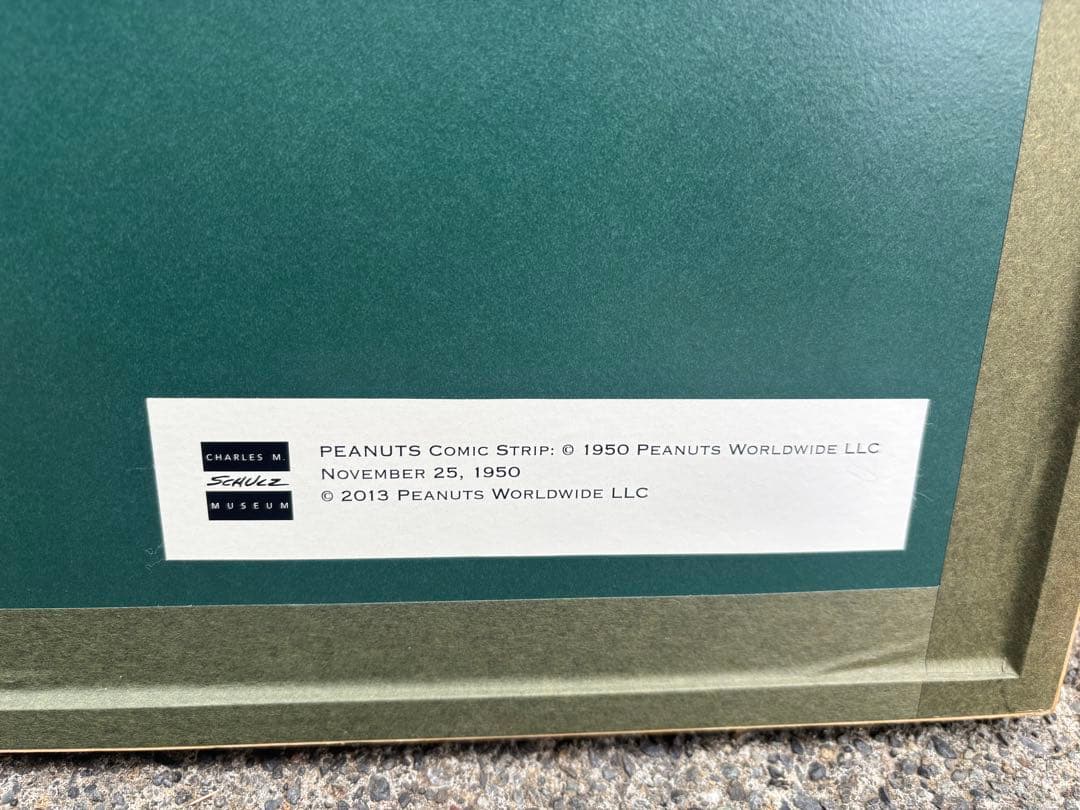 CHARLES M.
SCHULZ
MUSEUM
PEANUTS COMIC STRIP: © 1950 PEANUTS WORLDWIDE LLC
NOVEMBER 25, 1950
© 2013 PEANUTS WORLDWIDE LLC